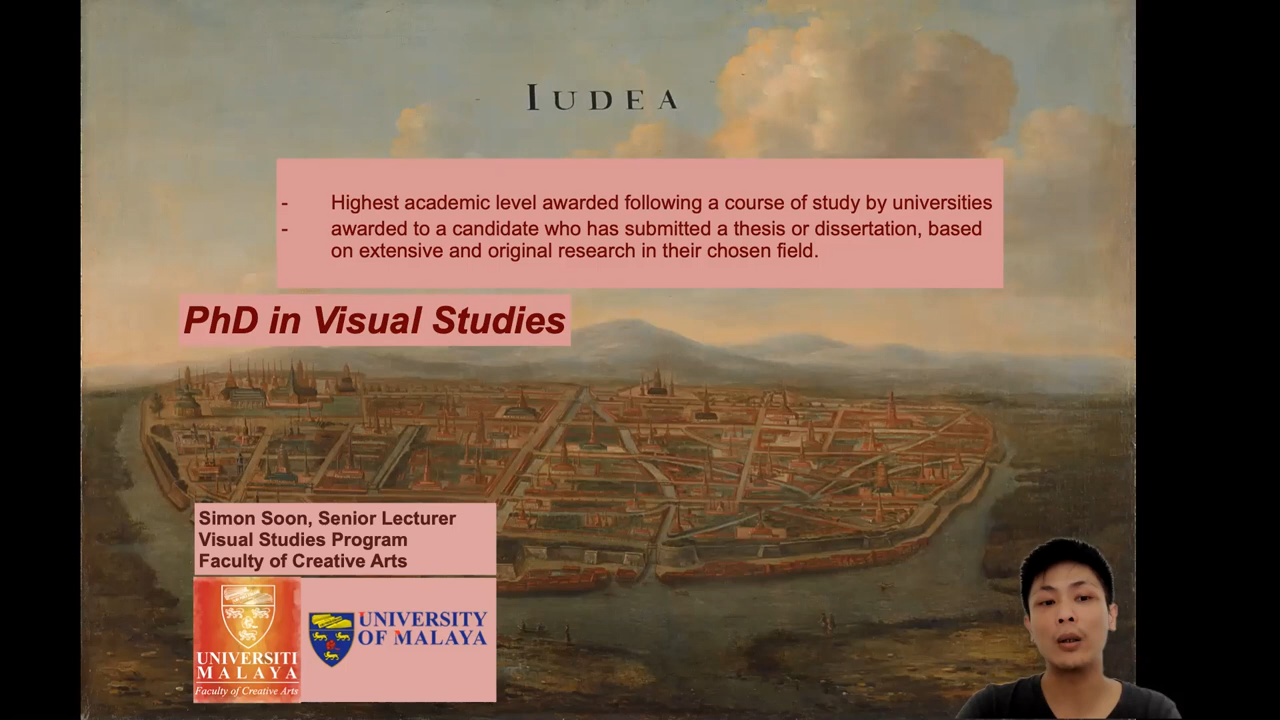 IUDEA
- Highest academic level awarded following a course of study by universities
- awarded to a candidate who has submitted a thesis or dissertation, based
on extensive and original research in their chosen field.
PhD in Visual Studies
Simon Soon, Senior Lecturer
Visual Studies Program
Faculty of Creative Arts
UNIVERSITI
MALAYA
Faculty of Creative Arts
UNIVERSITY
OF MALAYA